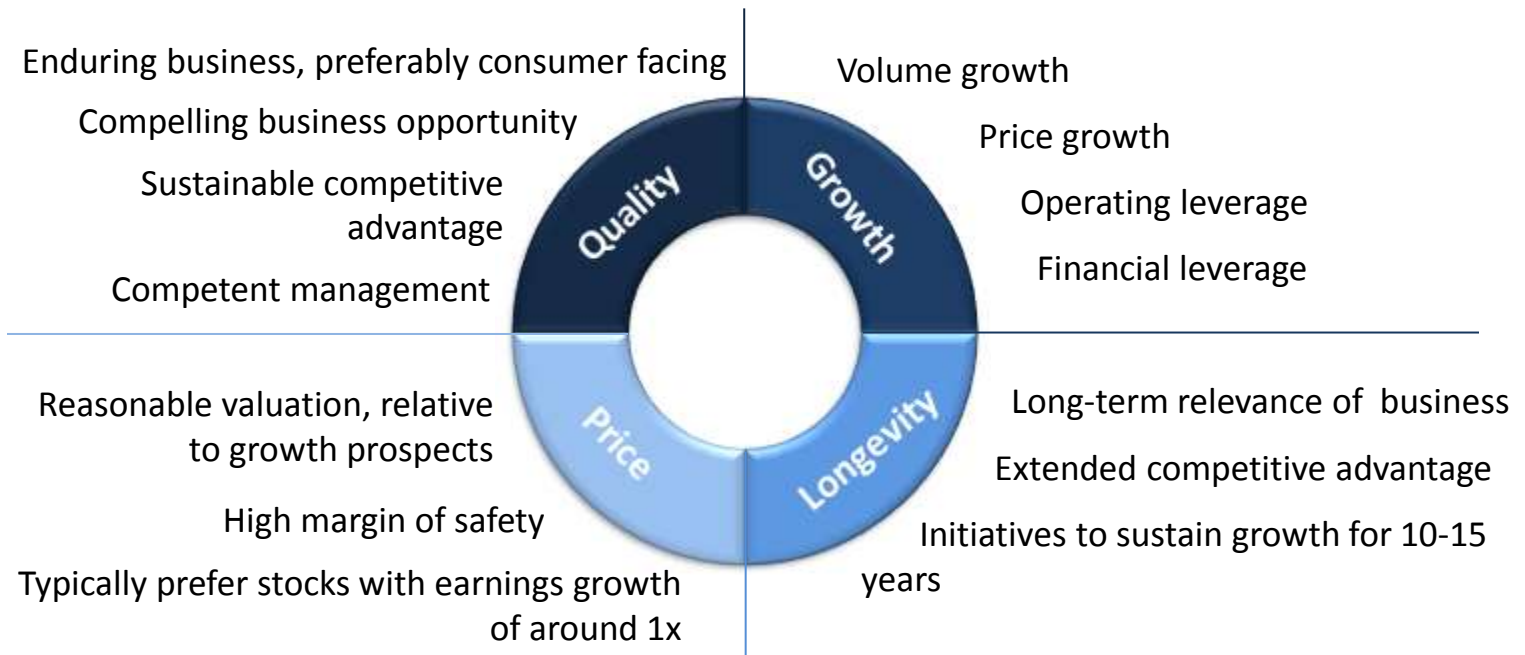 Enduring business, preferably consumer facing
Compelling business opportunity
Sustainable competitive
advantage
Competent management
Quality
Volume growth
Price growth
Operating leverage
Financial leverage
Growth
Reasonable valuation, relative
to growth prospects
High margin of safety
Typically prefer stocks with earnings growth
of around 1x
Price
Long-term relevance of business
Extended competitive advantage
Initiatives to sustain growth for 10-15
years
Longevity